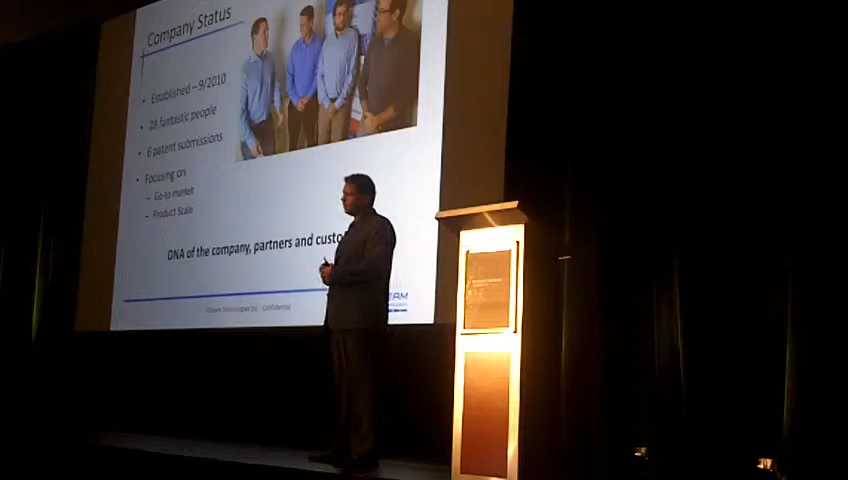 Company Status
• Established – 9/2010
• 28 fantastic people
• 6 patent submissions
• Focusing on
– Go-to market
– Product Scale
DNA of the company, partners and custo
Confidential